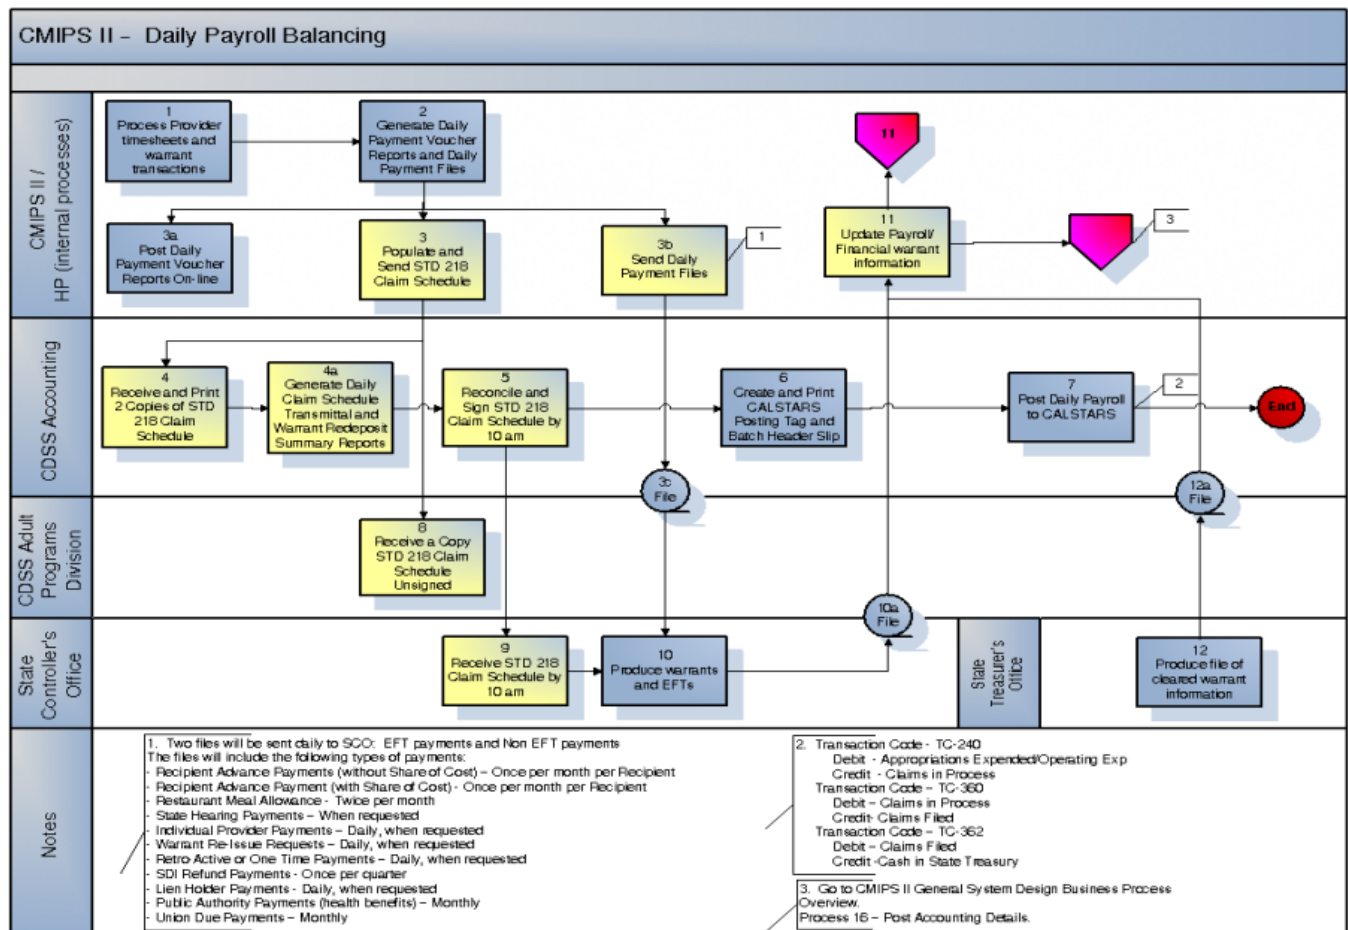 CMIPS II – Daily Payroll Balancing
CMIPS II /
HP (internal processes)
1
Process Provider
timesheets and
warrant
transactions
2
Generate Daily
Payment Voucher
Reports and Daily
Payment Files
11
3a
Post Daily
Payment Voucher
Reports On-line
3
Populate and
Send STD 218
Claim Schedule
3b
Send Daily
Payment Files
1
11
Update Payroll/
Financial warrant
information
3
CDSS Accounting
4
Receive and Print
2 Copies of STD
218 Claim
Schedule
4a
Generate Daily
Claim Schedule
Transmittal and
Warrant Redeposit
Summary Reports
5
Reconcile and
Sign STD 218
Claim Schedule by
10 am
6
Create and Print
CALSTARS
Posting Tag and
Batch Header Slip
7
Post Daily Payroll
to CALSTARS
2
End
3c
File
12a
File
CDSS Adult
Programs
Division
8
Receive a Copy
STD 218 Claim
Schedule
Unsigned
10a
File
State
Controller's
Office
9
Receive STD 218
Claim Schedule by
10 am
10
Produce warrants
and EFTs
State
Treasurer's
Office
12
Produce file of
cleared warrant
information
Notes
1. Two files will be sent daily to SCO: EFT payments and Non EFT payments
The files will include the following types of payments:
- Recipient Advance Payments (without Share of Cost) – Once per month per Recipient
- Recipient Advance Payment (with Share of Cost) - Once per month per Recipient
- Restaurant Meal Allowance - Twice per month
- State Hearing Payments – When requested
- Individual Provider Payments – Daily, when requested
- Warrant Re-Issue Requests - Daily, when requested
- Retro-Active or One Time Payments – Daily, when requested
- SDI Refund Payments - Once per quarter
- Lien Holder Payments - Daily, when requested
- Public Authority Payments (health benefits) – Monthly
- Union Due Payments – Monthly
2. Transaction Code - TC-240
Debit - Appropriations Expended/Operating Exp
Credit - Claims in Process
Transaction Code – TC-360
Debit – Claims in Process
Credit- Claims Filed
Transaction Code – TC-362
Debit – Claims Filed
Credit -Cash in State Treasury
3. Go to CMIPS II General System Design Business Process
Overview.
Process 16 – Post Accounting Details.